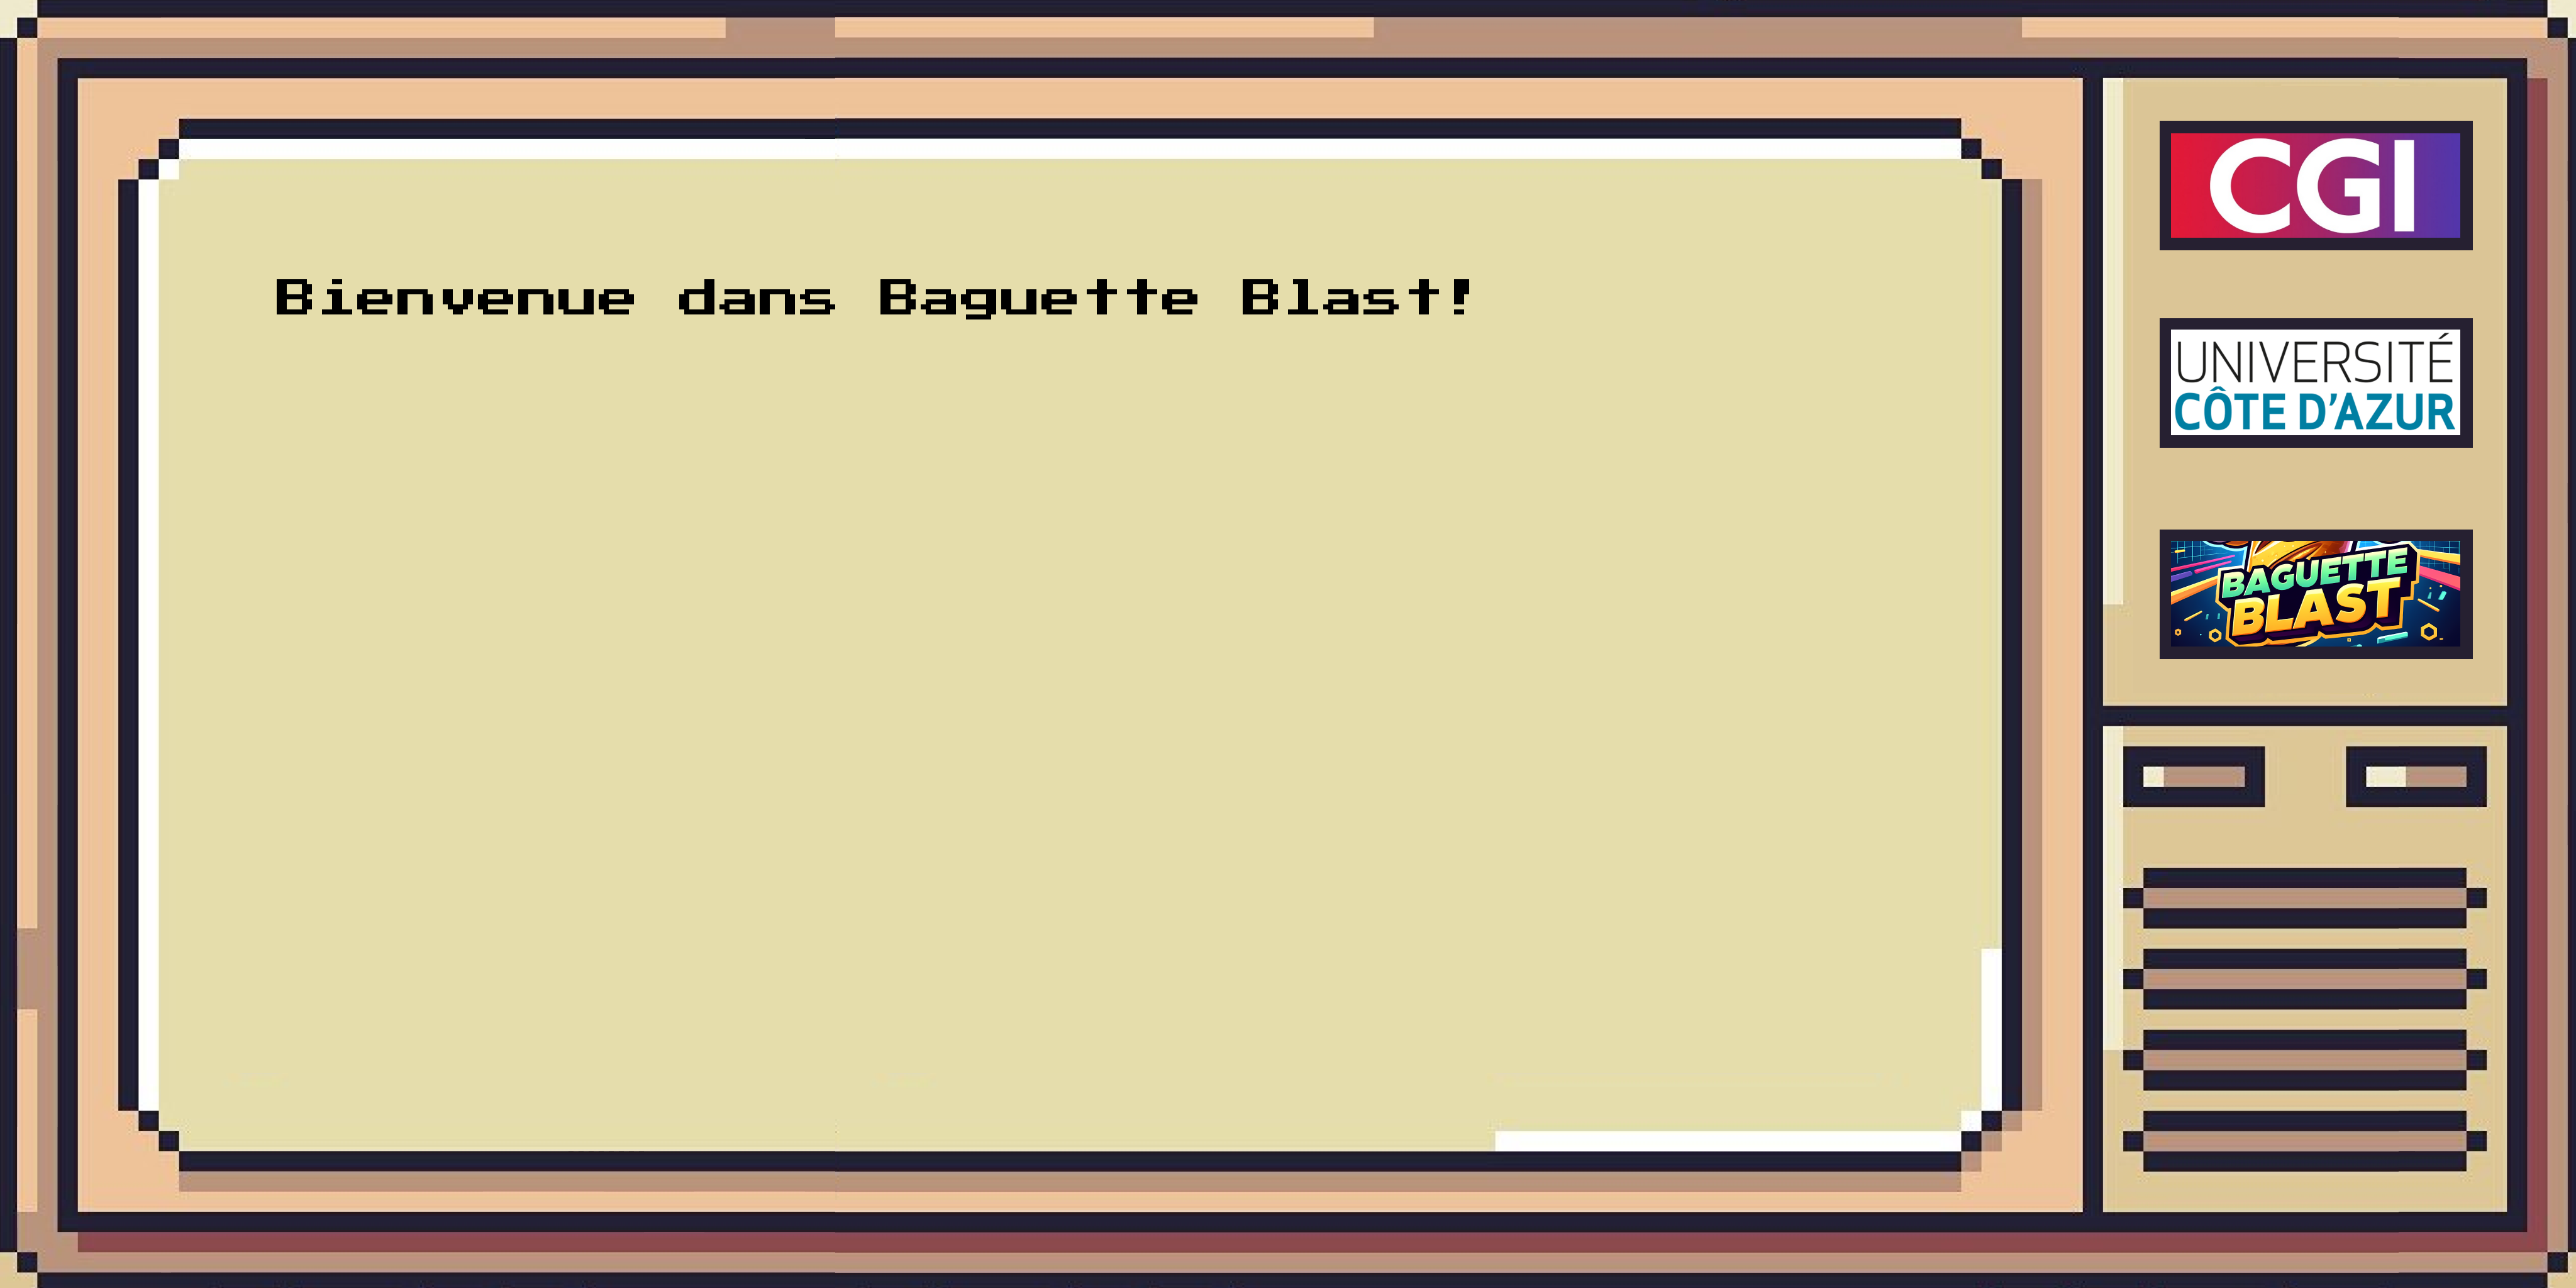 Bienvenue dans Baguette Blast!
CGI
UNIVERSITÉ
CÔTE D'AZUR
BAGUETTE
BLAST